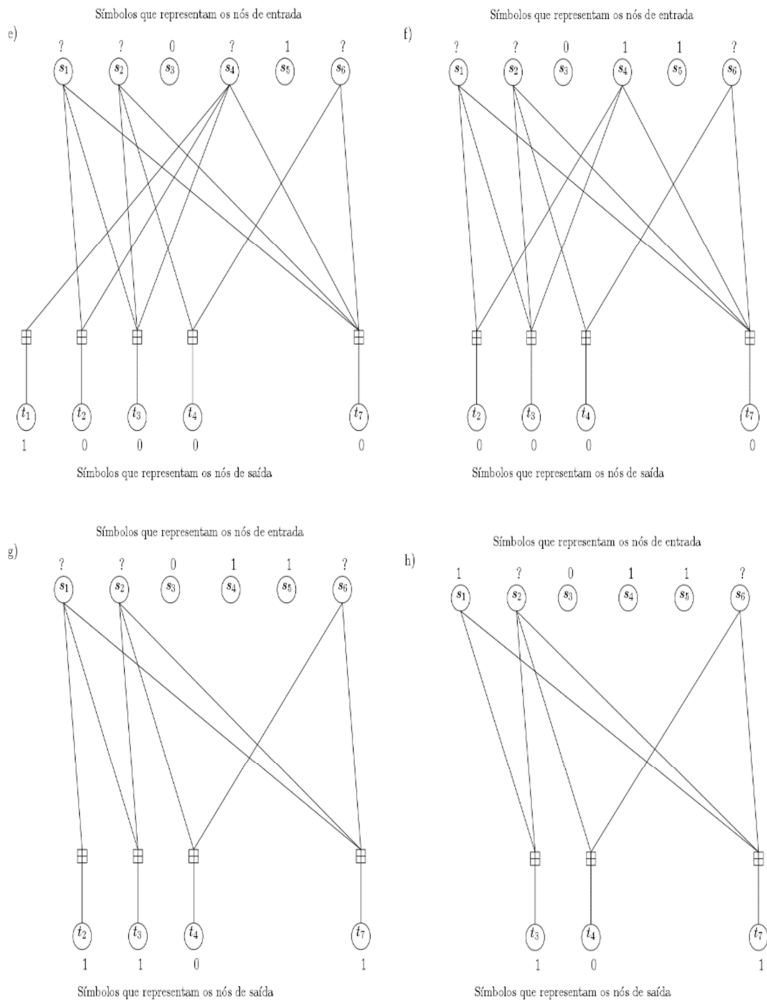 e)
Símbolos que representam os nós de entrada
? ? 0 ? 1 ?
s1 s2 s3 s4 s5 s6
t1 t2 t3 t4 t7
1 0 0 0 0
Símbolos que representam os nós de saída
f)
Símbolos que representam os nós de entrada
? ? 0 1 1 ?
s1 s2 s3 s4 s5 s6
t2 t3 t4 t7
0 0 0 0
Símbolos que representam os nós de saída
g)
Símbolos que representam os nós de entrada
? ? 0 1 1 ?
s1 s2 s3 s4 s5 s6
t2 t3 t4 t7
1 1 0 1
Símbolos que representam os nós de saída
h)
Símbolos que representam os nós de entrada
1 ? 0 1 1 ?
s1 s2 s3 s4 s5 s6
t3 t4 t7
1 0 1
Símbolos que representam os nós de saída